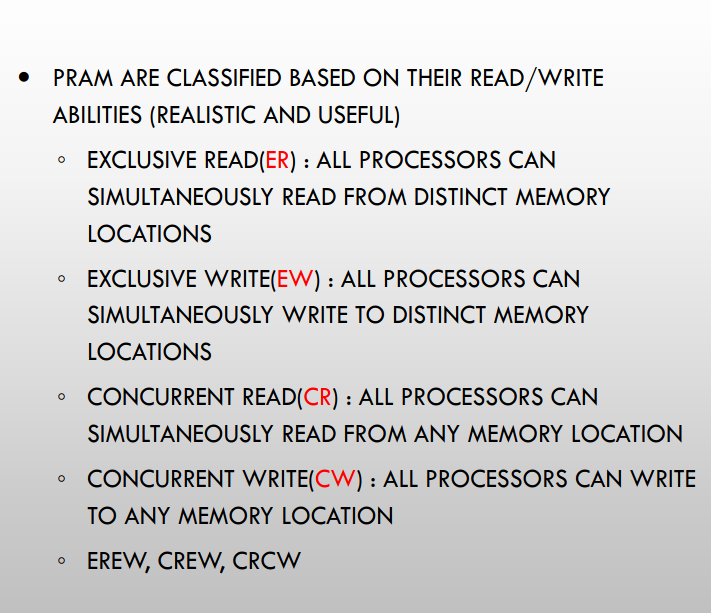 • PRAM ARE CLASSIFIED BASED ON THEIR READ/WRITE
ABILITIES (REALISTIC AND USEFUL)
◦ EXCLUSIVE READ(ER) : ALL PROCESSORS CAN
SIMULTANEOUSLY READ FROM DISTINCT MEMORY
LOCATIONS
◦ EXCLUSIVE WRITE(EW) : ALL PROCESSORS CAN
SIMULTANEOUSLY WRITE TO DISTINCT MEMORY
LOCATIONS
◦ CONCURRENT READ(CR) : ALL PROCESSORS CAN
SIMULTANEOUSLY READ FROM ANY MEMORY LOCATION
◦ CONCURRENT WRITE(CW) : ALL PROCESSORS CAN WRITE
TO ANY MEMORY LOCATION
◦ EREW, CREW, CRCW